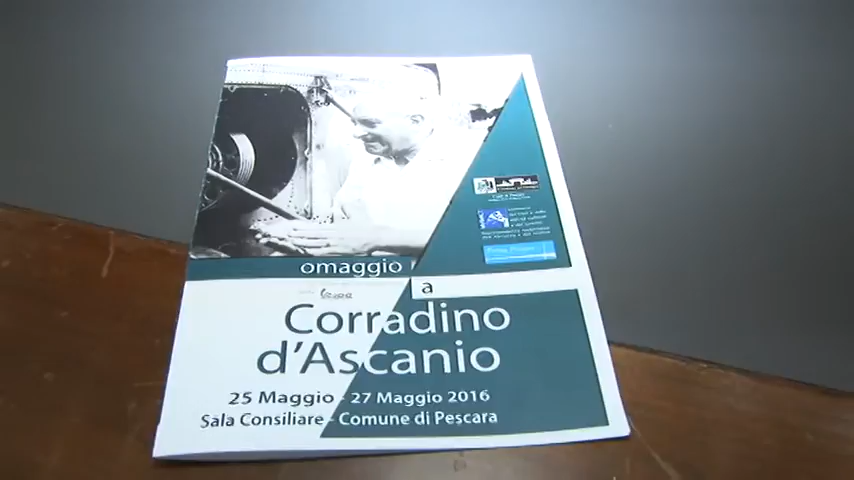 omaggio
a
Corradino
d'Ascanio
25 Maggio - 27 Maggio 2016
Sala Consiliare - Comune di Pescara